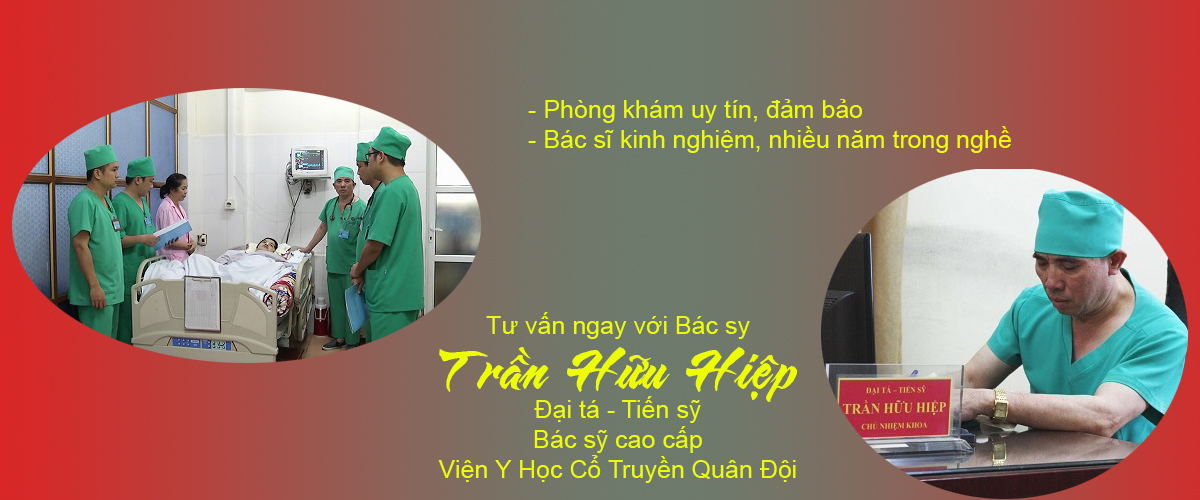 - Phòng khám uy tín, đảm bảo
- Bác sĩ kinh nghiệm, nhiều năm trong nghề
Tư vấn ngay với Bác sy
Trần Hữu Hiệp
Đại tá - Tiến sỹ
Bác sỹ cao cấp
Viện Y Học Cổ Truyền Quân Đội
ĐẠI TÁ - TIẾN SỸ
TRẦN HỮU HIỆP
CHỦ NHIỆM KHOA